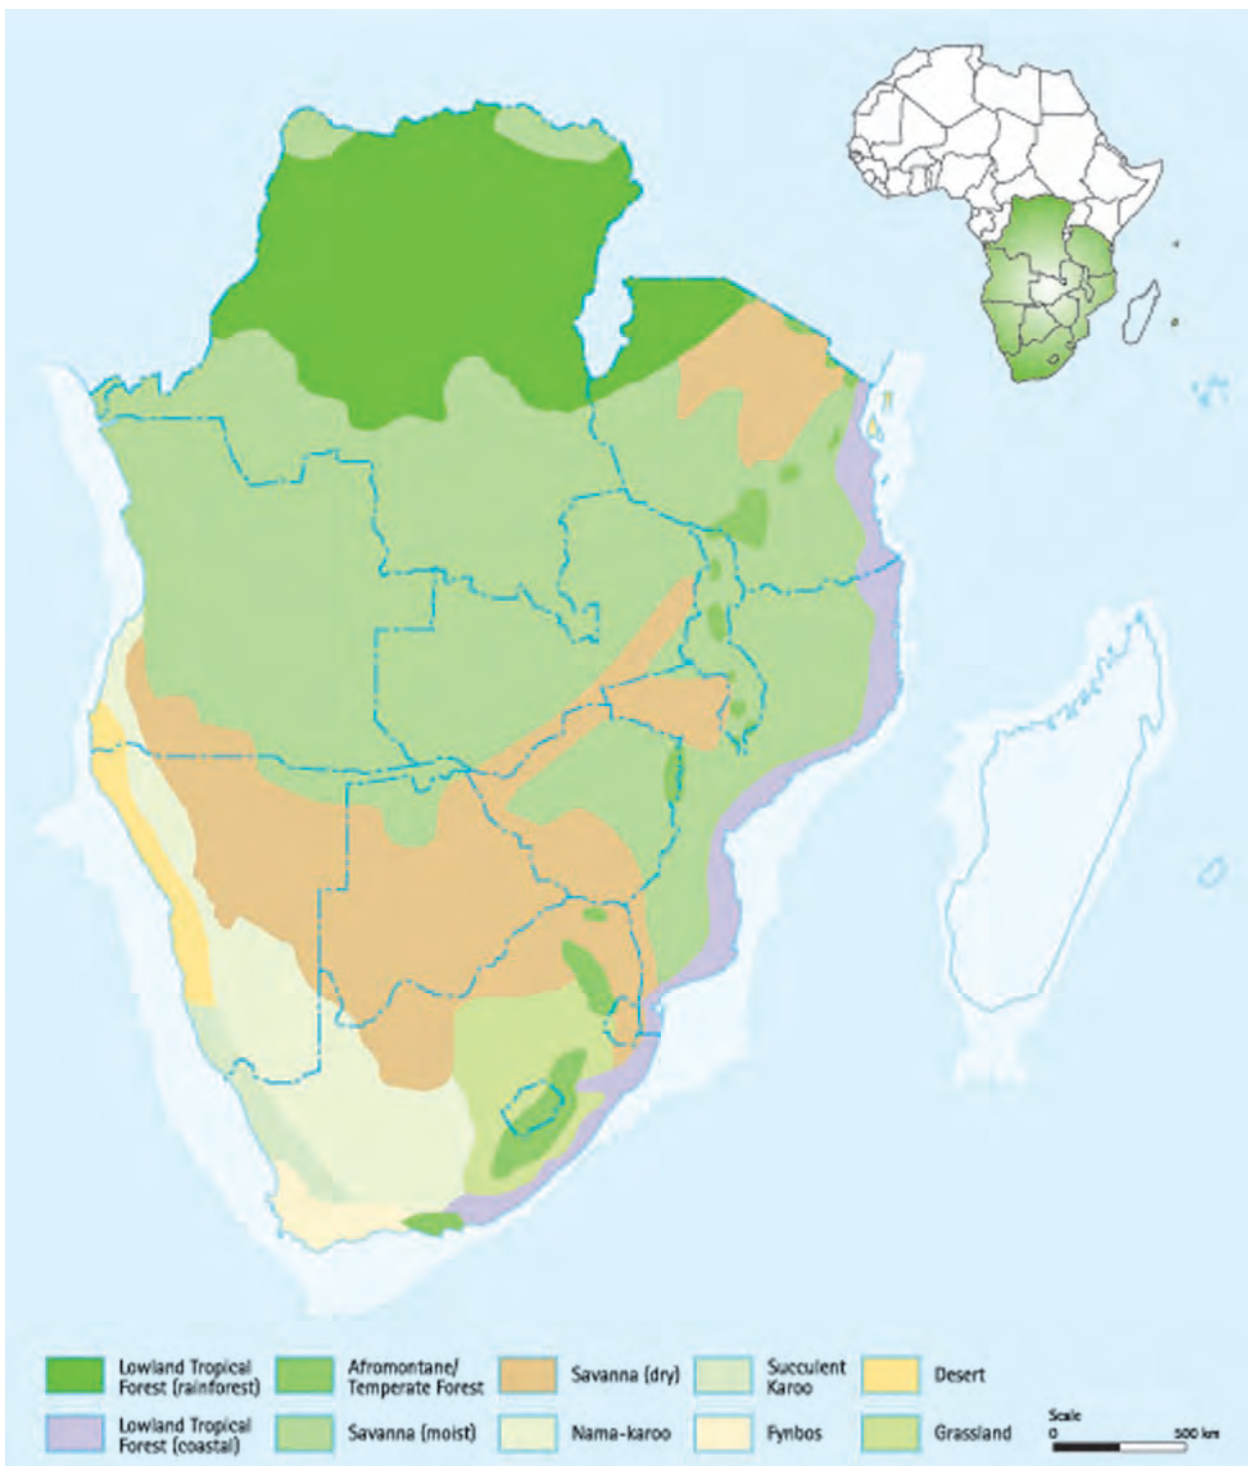 Lowland Tropical
Forest (rainforest)
Afromontane/
Temperate Forest
Savanna (dry)
Succulent
Karoo
Desert
Lowland Tropical
Forest (coastal)
Savanna (moist)
Nama-karoo
Fynbos
Grassland
Scale
0 500 km